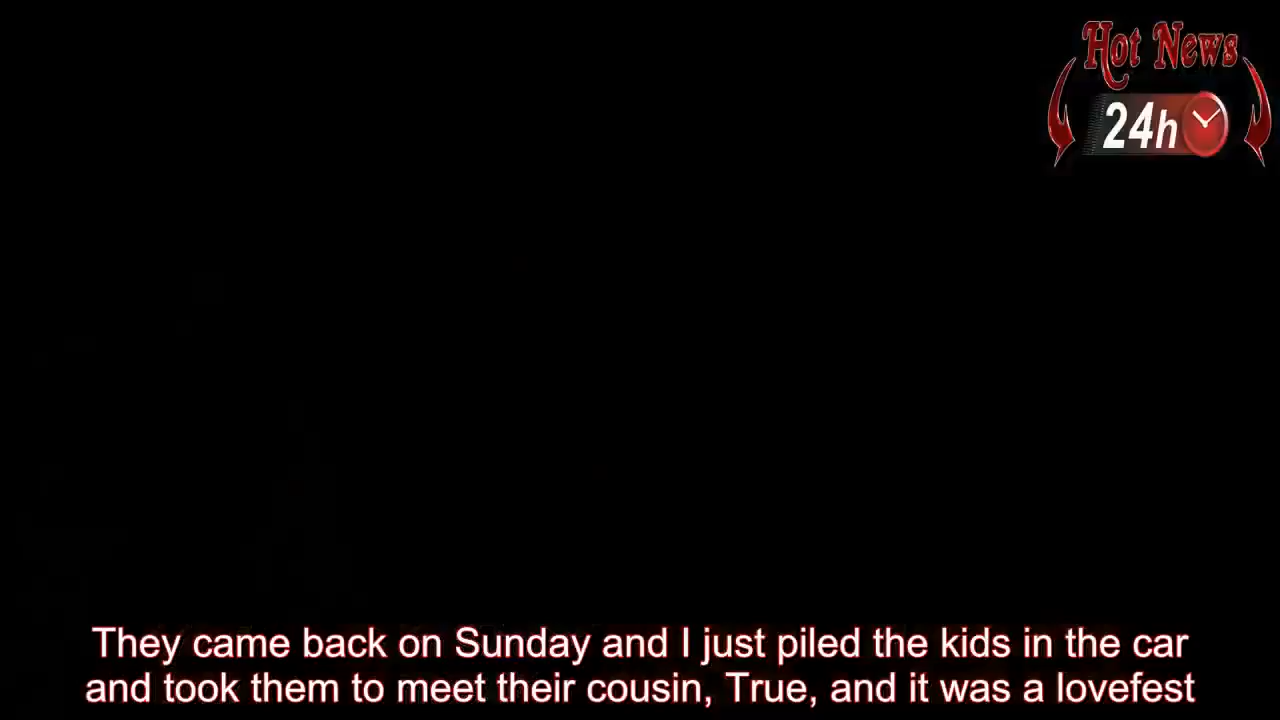 Hot News
24h
They came back on Sunday and I just piled the kids in the car
and took them to meet their cousin, True, and it was a lovefest